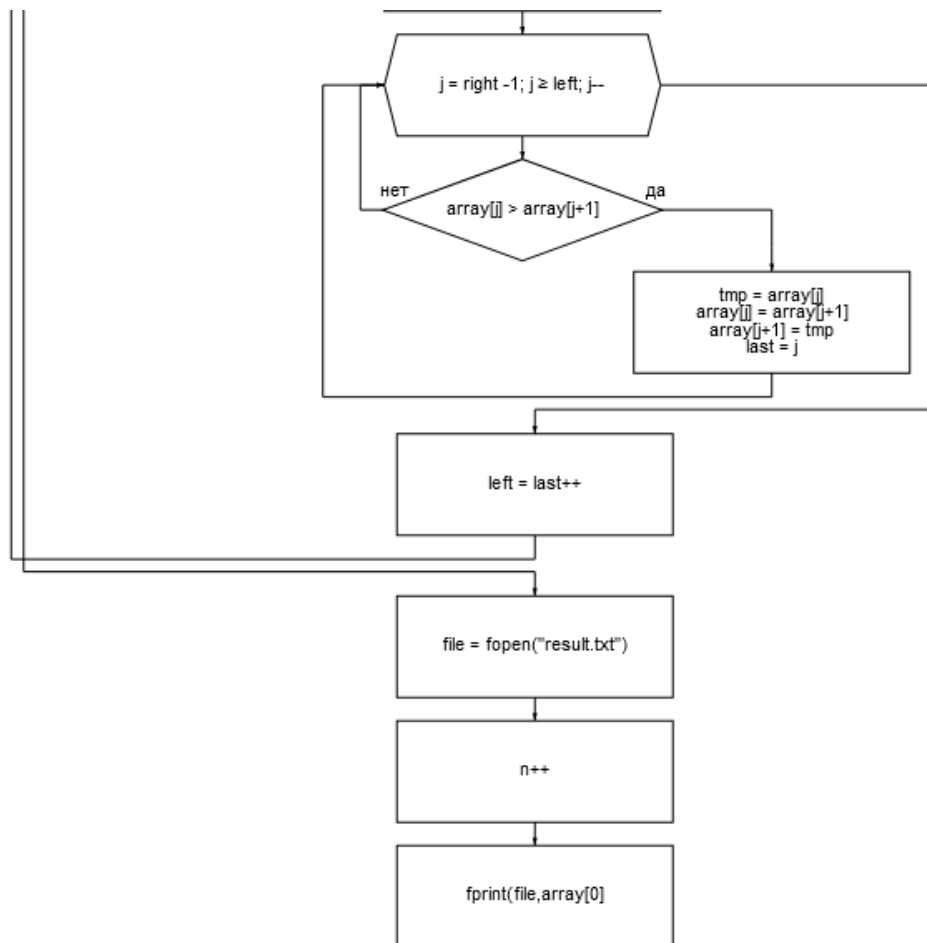 j = right -1; j ≥ left; j--
нет
да
array[j] > array[j+1]
tmp = array[j]
array[j] = array[j+1]
array[j+1] = tmp
last = j
left = last++
file = fopen("result.txt")
n++
fprint(file,array[0]